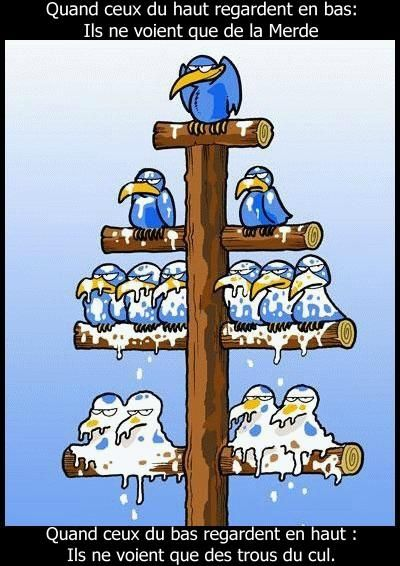 Quand ceux du haut regardent en bas:
Ils ne voient que de la Merde
Quand ceux du bas regardent en haut :
Ils ne voient que des trous du cul.